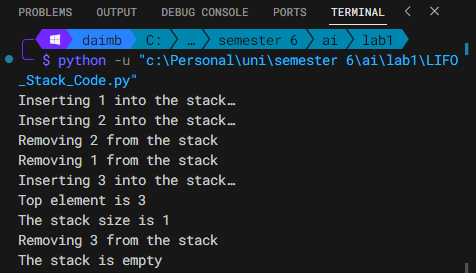 PROBLEMS OUTPUT DEBUG CONSOLE PORTS TERMINAL
daimb C: … semester 6 ai lab1
$ python -u "c:\Personal\uni\semester 6\ai\lab1\LIFO
_Stack_Code.py"
Inserting 1 into the stack…
Inserting 2 into the stack…
Removing 2 from the stack
Removing 1 from the stack
Inserting 3 into the stack…
Top element is 3
The stack size is 1
Removing 3 from the stack
The stack is empty